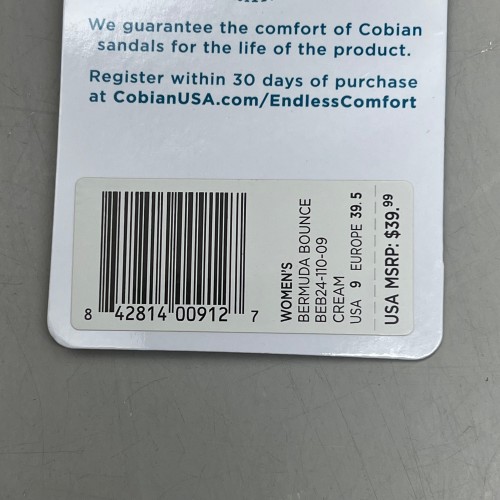 We guarantee the comfort of Cobian
sandals for the life of the product.
Register within 30 days of purchase
at CobianUSA.com/EndlessComfort
8 42814 00912 7
WOMEN'S
BERMUDA BOUNCE
BEB24-110-09
CREAM
USA 9 EUROPE 39.5
USA MSRP: $39.99